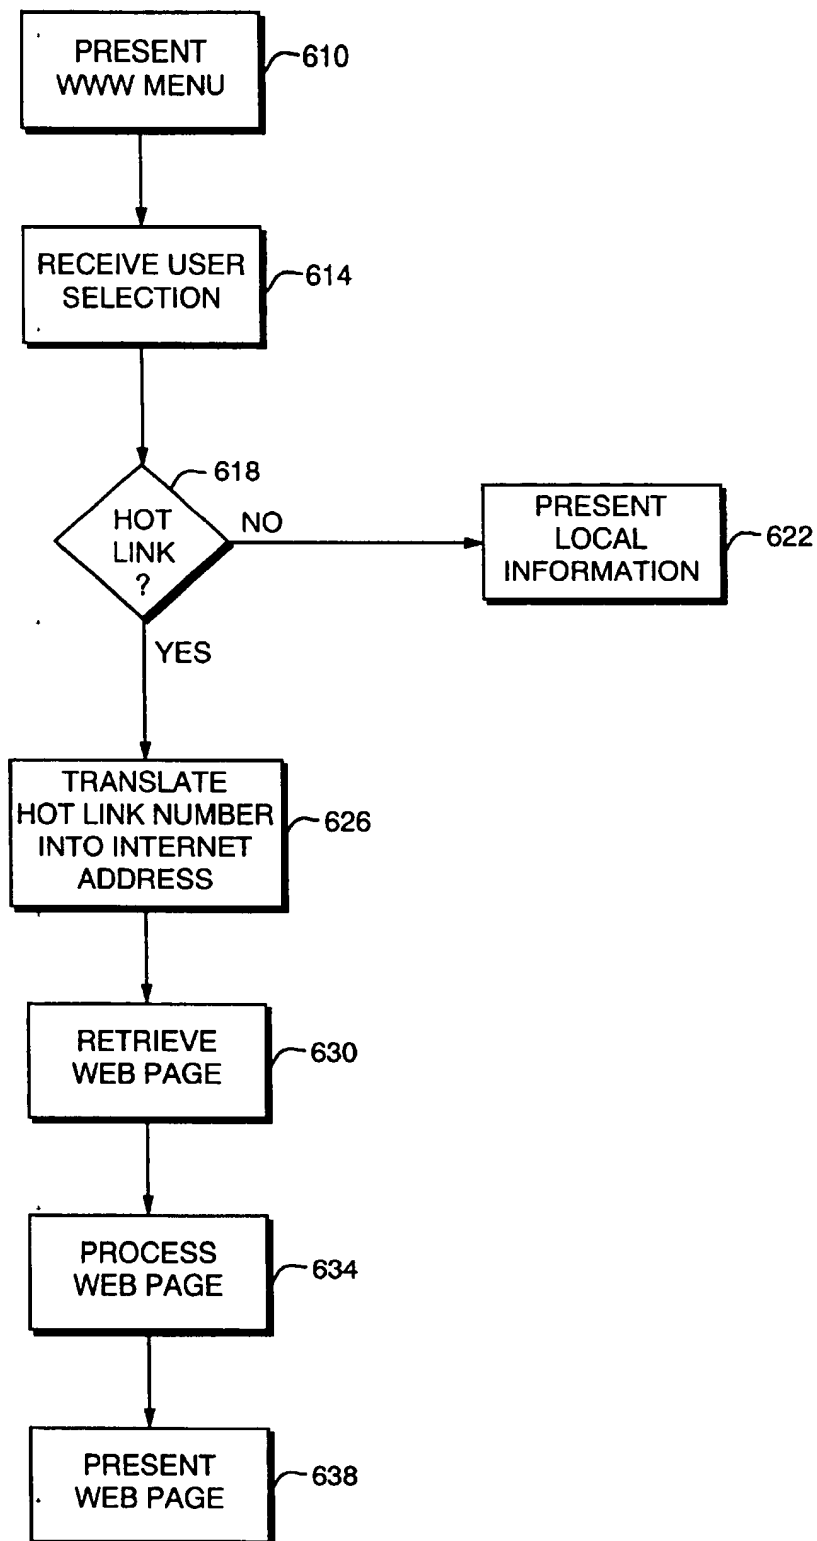 PRESENT
WWW MENU
610
RECEIVE USER
SELECTION
614
618
HOT
LINK
?
NO
PRESENT
LOCAL
INFORMATION
622
YES
TRANSLATE
HOT LINK NUMBER
INTO INTERNET
ADDRESS
626
RETRIEVE
WEB PAGE
630
PROCESS
WEB PAGE
634
PRESENT
WEB PAGE
638